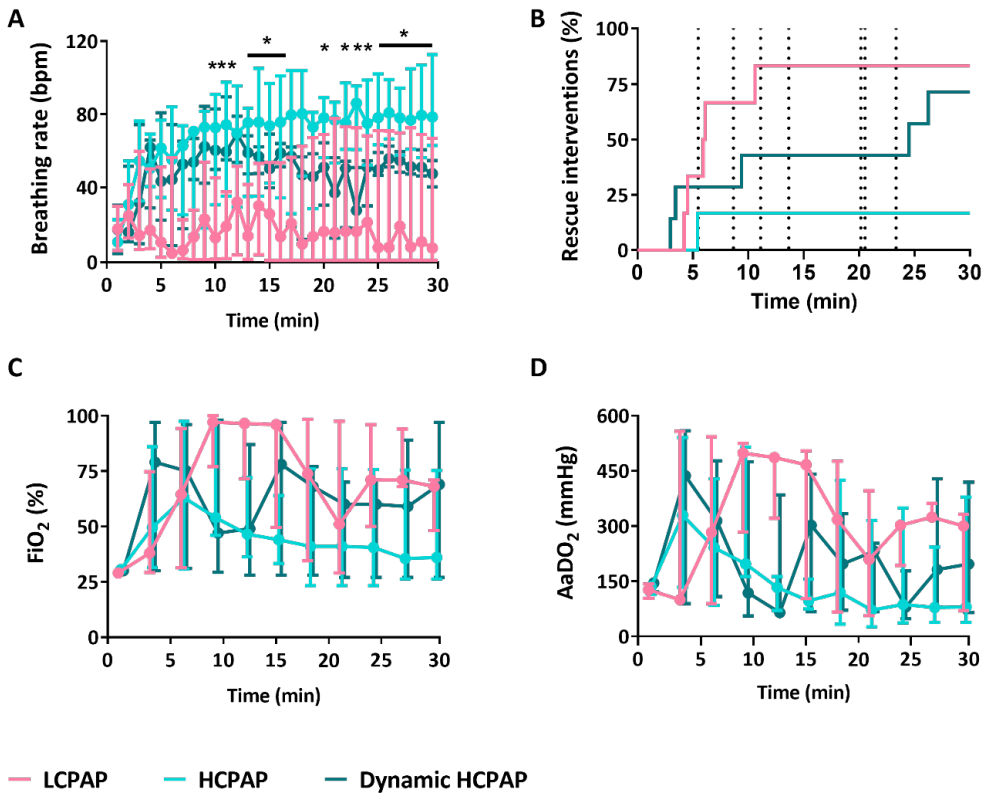 A
Breathing rate (bpm)
120
80
40
0
*** * * * ** *
0 5 10 15 20 25 30
Time (min)
B
Rescue interventions (%)
100
75
50
25
0
0 5 10 15 20 25 30
Time (min)
C
FiO2 (%)
100
75
50
25
0
0 5 10 15 20 25 30
Time (min)
D
AaDO2 (mmHg)
600
450
300
150
0
0 5 10 15 20 25 30
Time (min)
LCPAP HCPAP Dynamic HCPAP